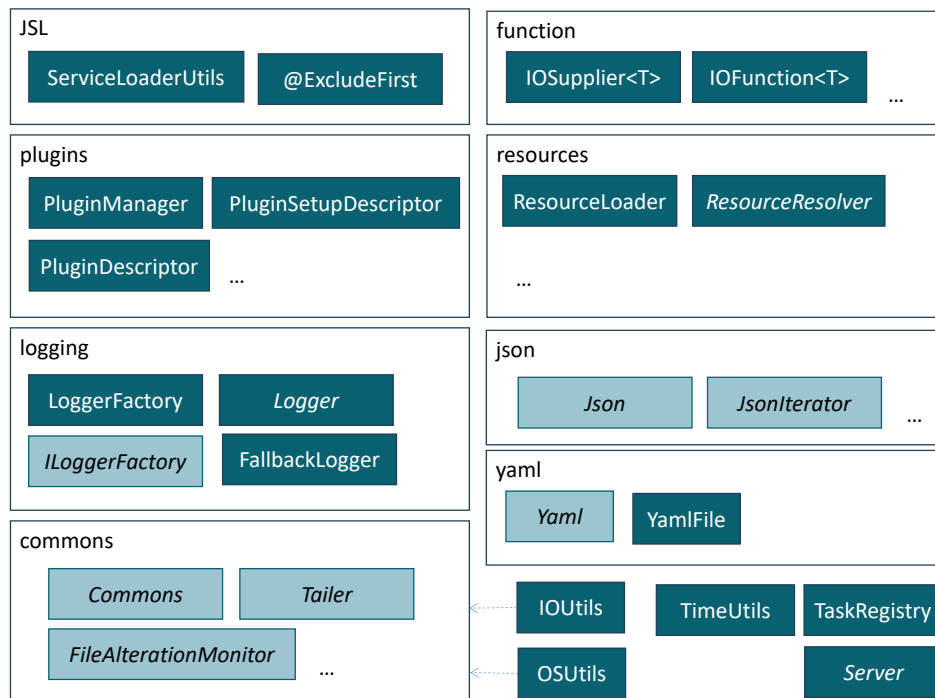 JSL
ServiceLoaderUtils
@ExcludeFirst
function
IOSupplier<T>
IOFunction<T>
...
plugins
PluginManager
PluginSetupDescriptor
PluginDescriptor
...
resources
ResourceLoader
ResourceResolver
...
logging
LoggerFactory
Logger
ILoggerFactory
FallbackLogger
json
Json
JsonIterator
...
yaml
Yaml
YamlFile
commons
Commons
Tailer
FileAlterationMonitor
...
IOUtils
TimeUtils
TaskRegistry
OSUtils
Server